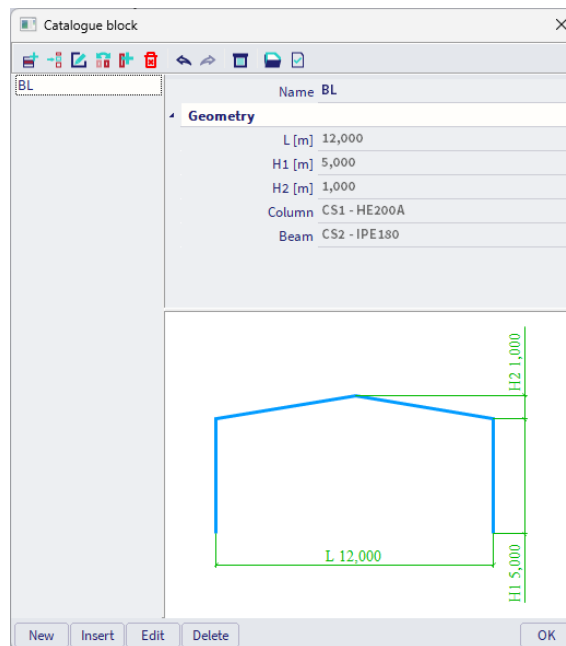 Catalogue block
BL
Name BL
Geometry
L [m] 12,000
H1 [m] 5,000
H2 [m] 1,000
Column CS1 - HE200A
Beam CS2 - IPE180
H2 1,000
L 12,000
H1 5,000
New Insert Edit Delete OK